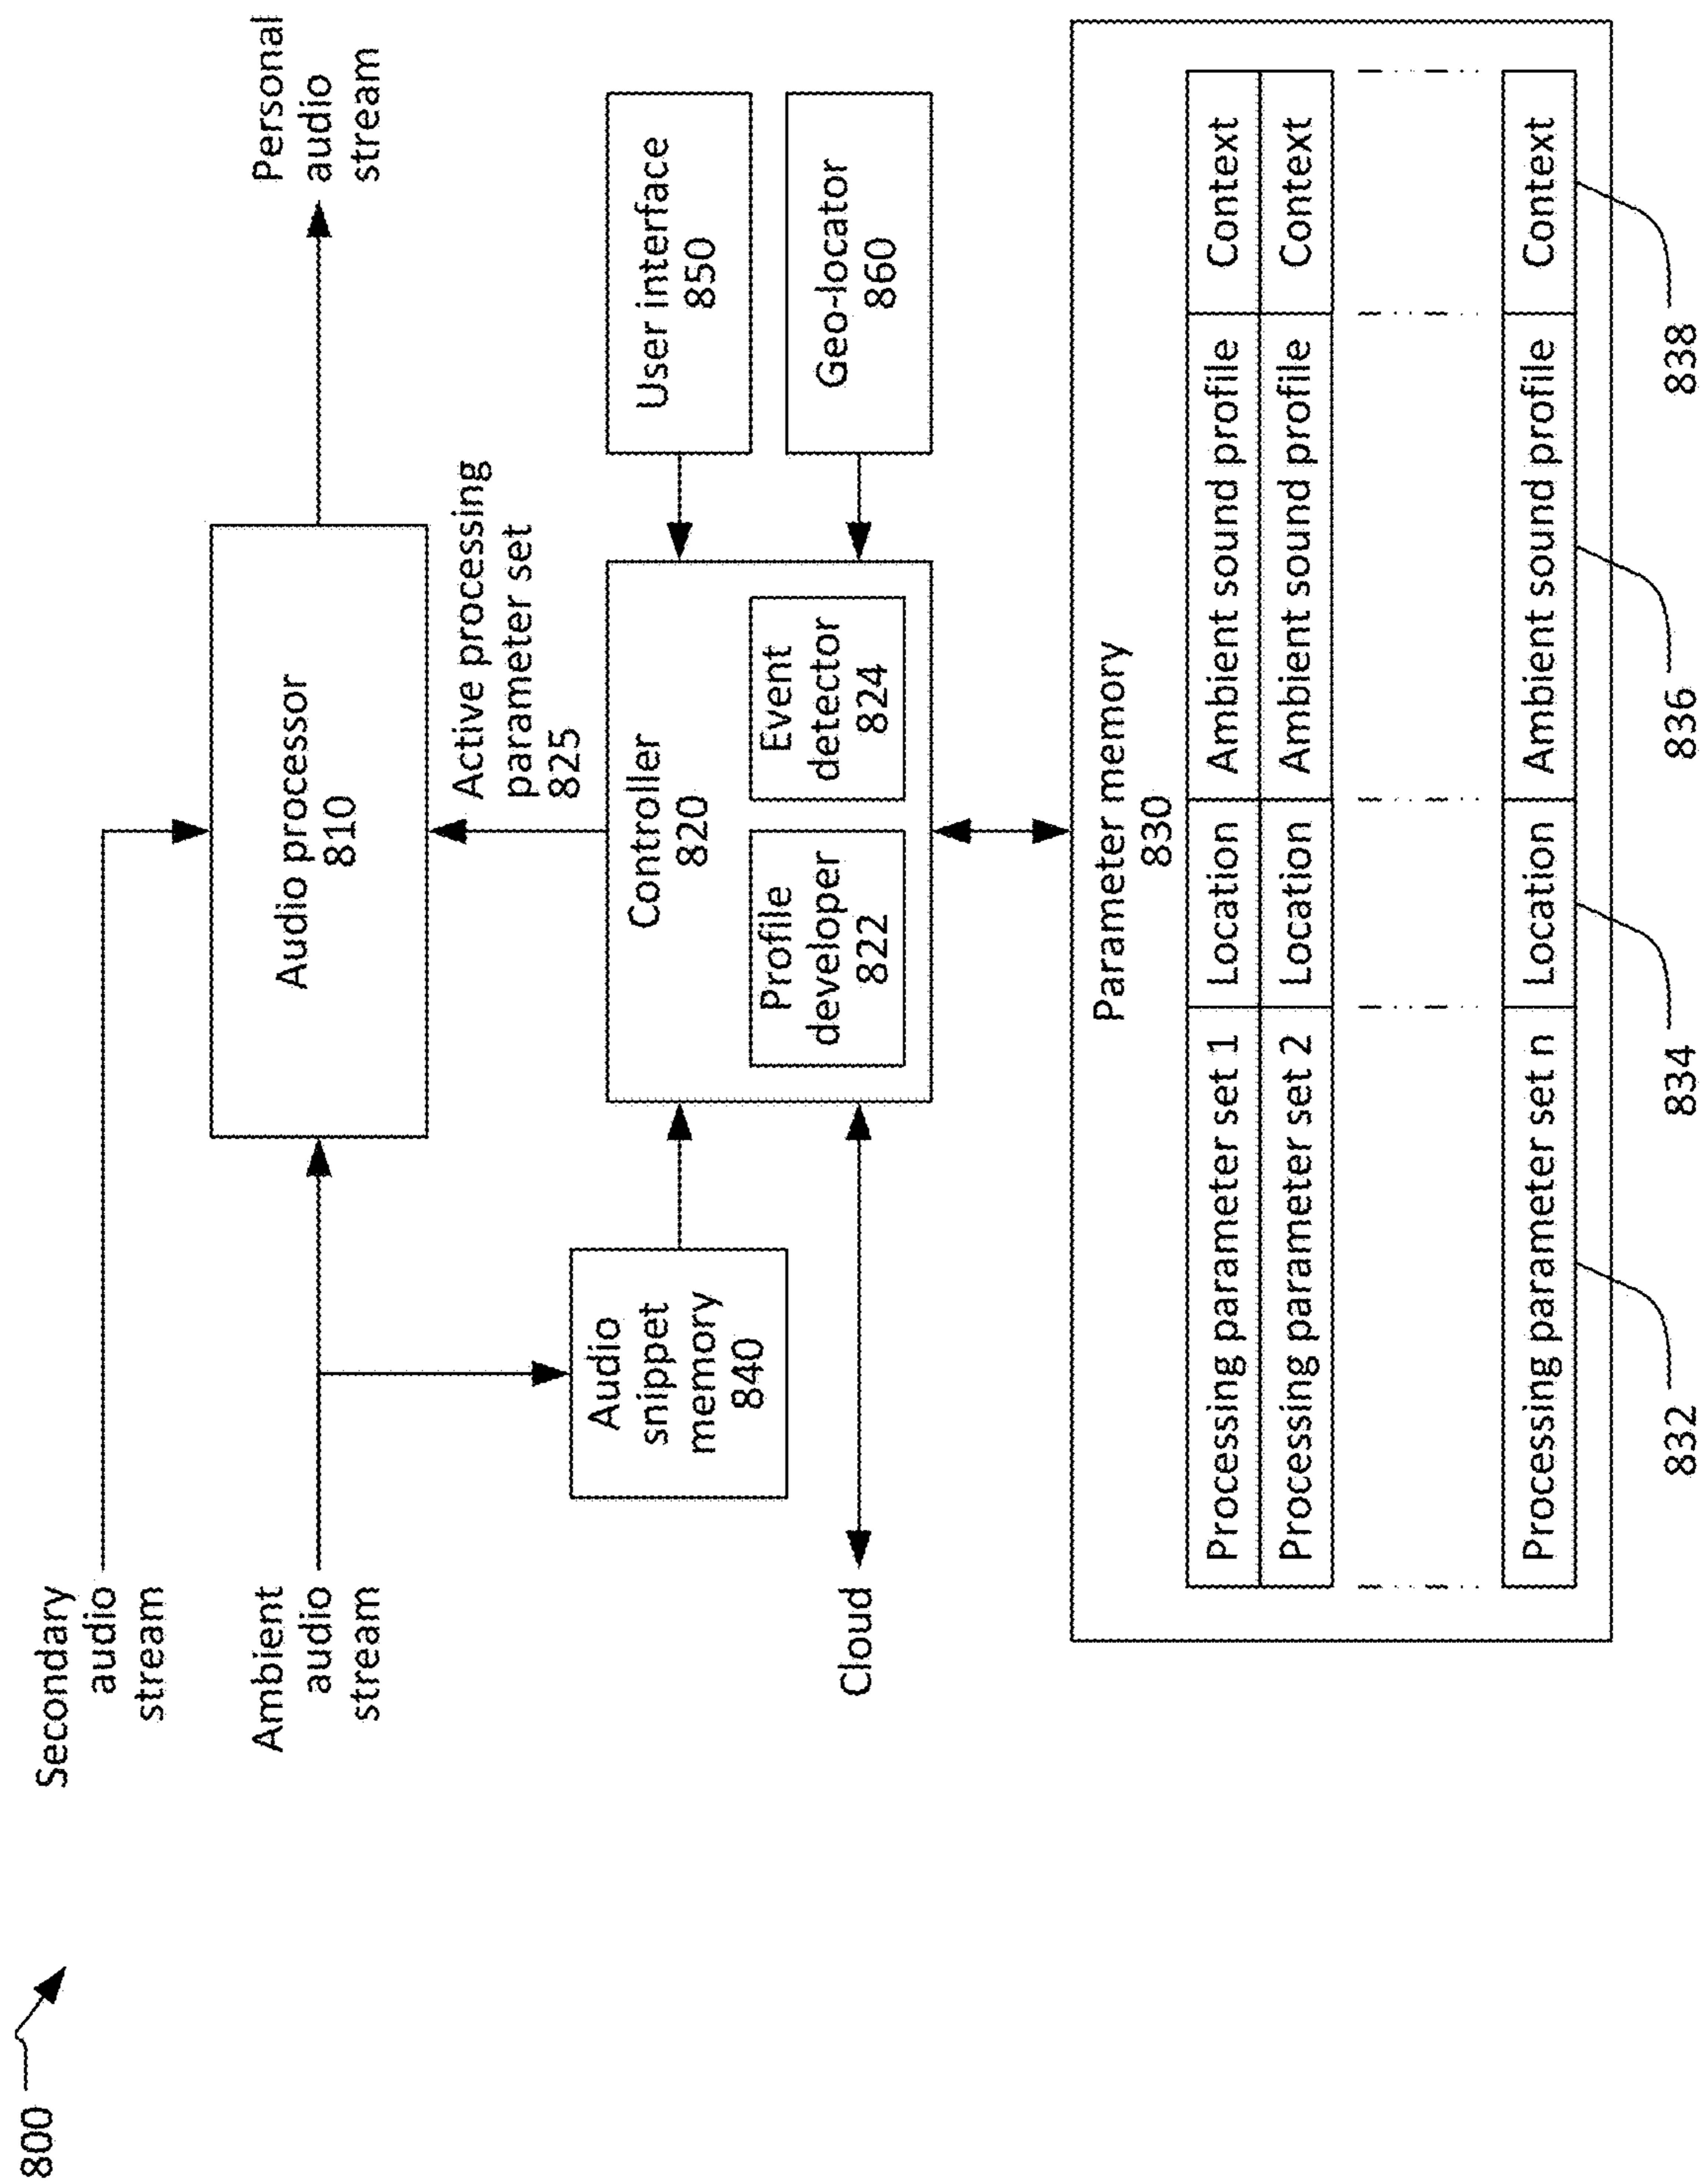 800
Secondary
audio
stream
Ambient
audio
stream
Personal
audio
stream
Audio processor
810
Active processing
parameter set
825
Audio
snippet
memory
840
Controller
820
Profile
developer
822
Event
detector
824
User interface
850
Geo-locator
860
Cloud
Parameter memory
830
Processing parameter set 1 Location Ambient sound profile Context
Processing parameter set 2 Location Ambient sound profile Context
Processing parameter set n Location Ambient sound profile Context
832 834 836 838